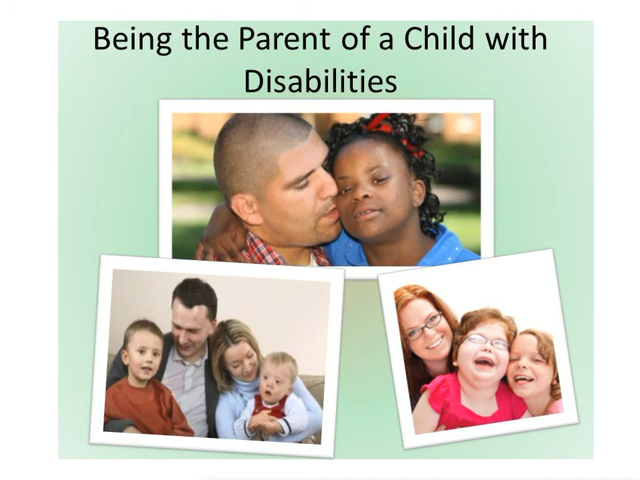 Being the Parent of a Child with
Disabilities